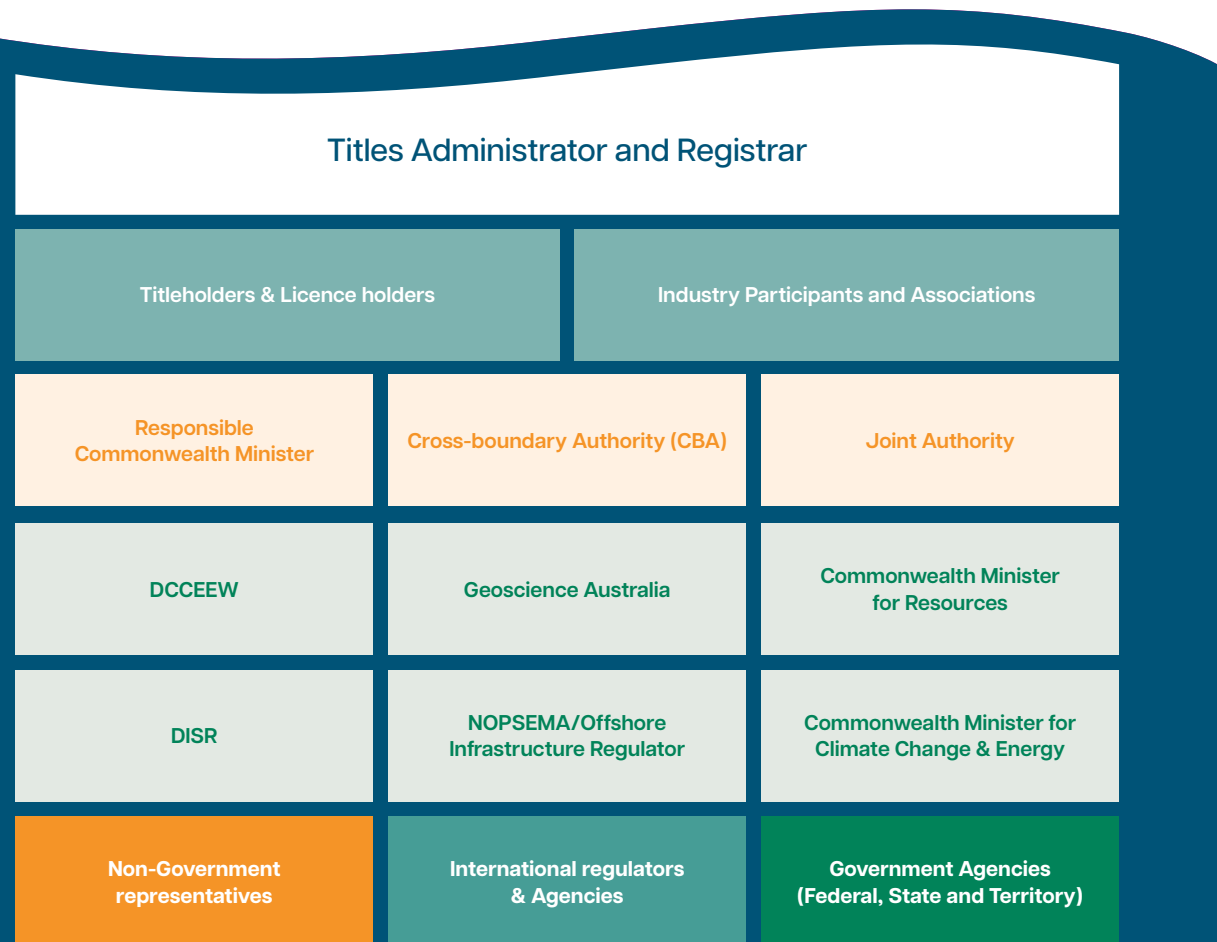 Titles Administrator and Registrar
Titleholders & Licence holders
Industry Participants and Associations
Responsible
Commonwealth Minister
Cross-boundary Authority (CBA)
Joint Authority
DCCEEW
Geoscience Australia
Commonwealth Minister
for Resources
DISR
NOPSEMA/Offshore
Infrastructure Regulator
Commonwealth Minister for
Climate Change & Energy
Non-Government
representatives
International regulators
& Agencies
Government Agencies
(Federal, State and Territory)